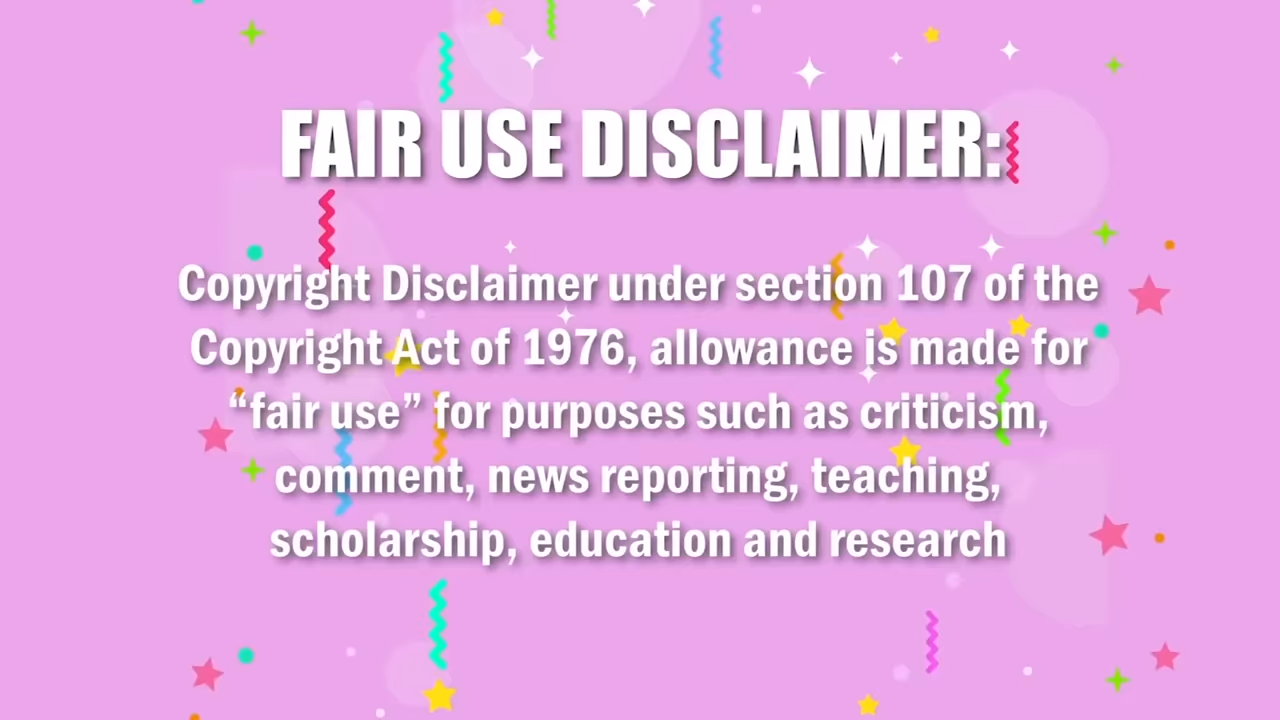 FAIR USE DISCLAIMER:
Copyright Disclaimer under section 107 of the
Copyright Act of 1976, allowance is made for
“fair use” for purposes such as criticism,
comment, news reporting, teaching,
scholarship, education and research